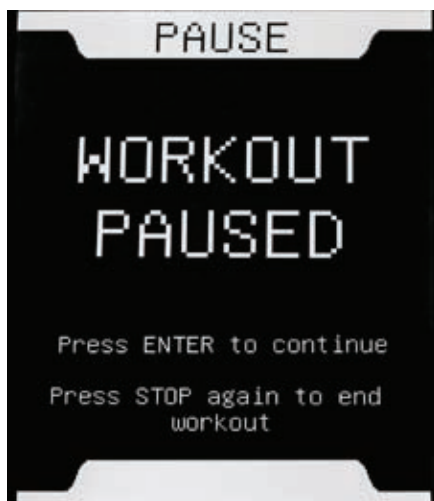 PAUSE
WORKOUT
PAUSED
Press ENTER to continue
Press STOP again to end
workout